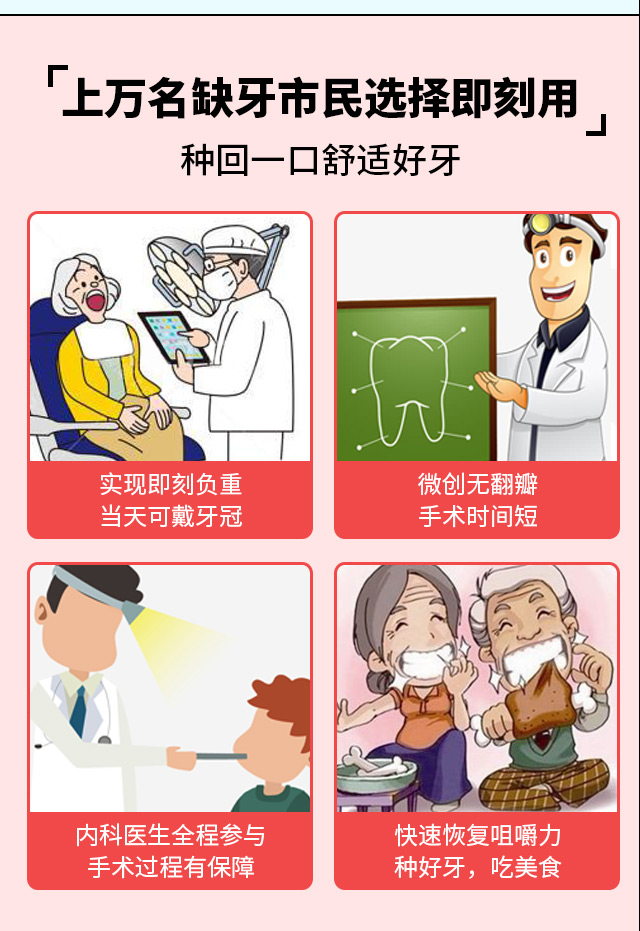 上万名缺牙市民选择即刻用
种回一口舒适好牙
实现即刻负重
当天可戴牙冠
微创无翻瓣
手术时间短
内科医生全程参与
手术过程有保障
快速恢复咀嚼力
种好牙，吃美食